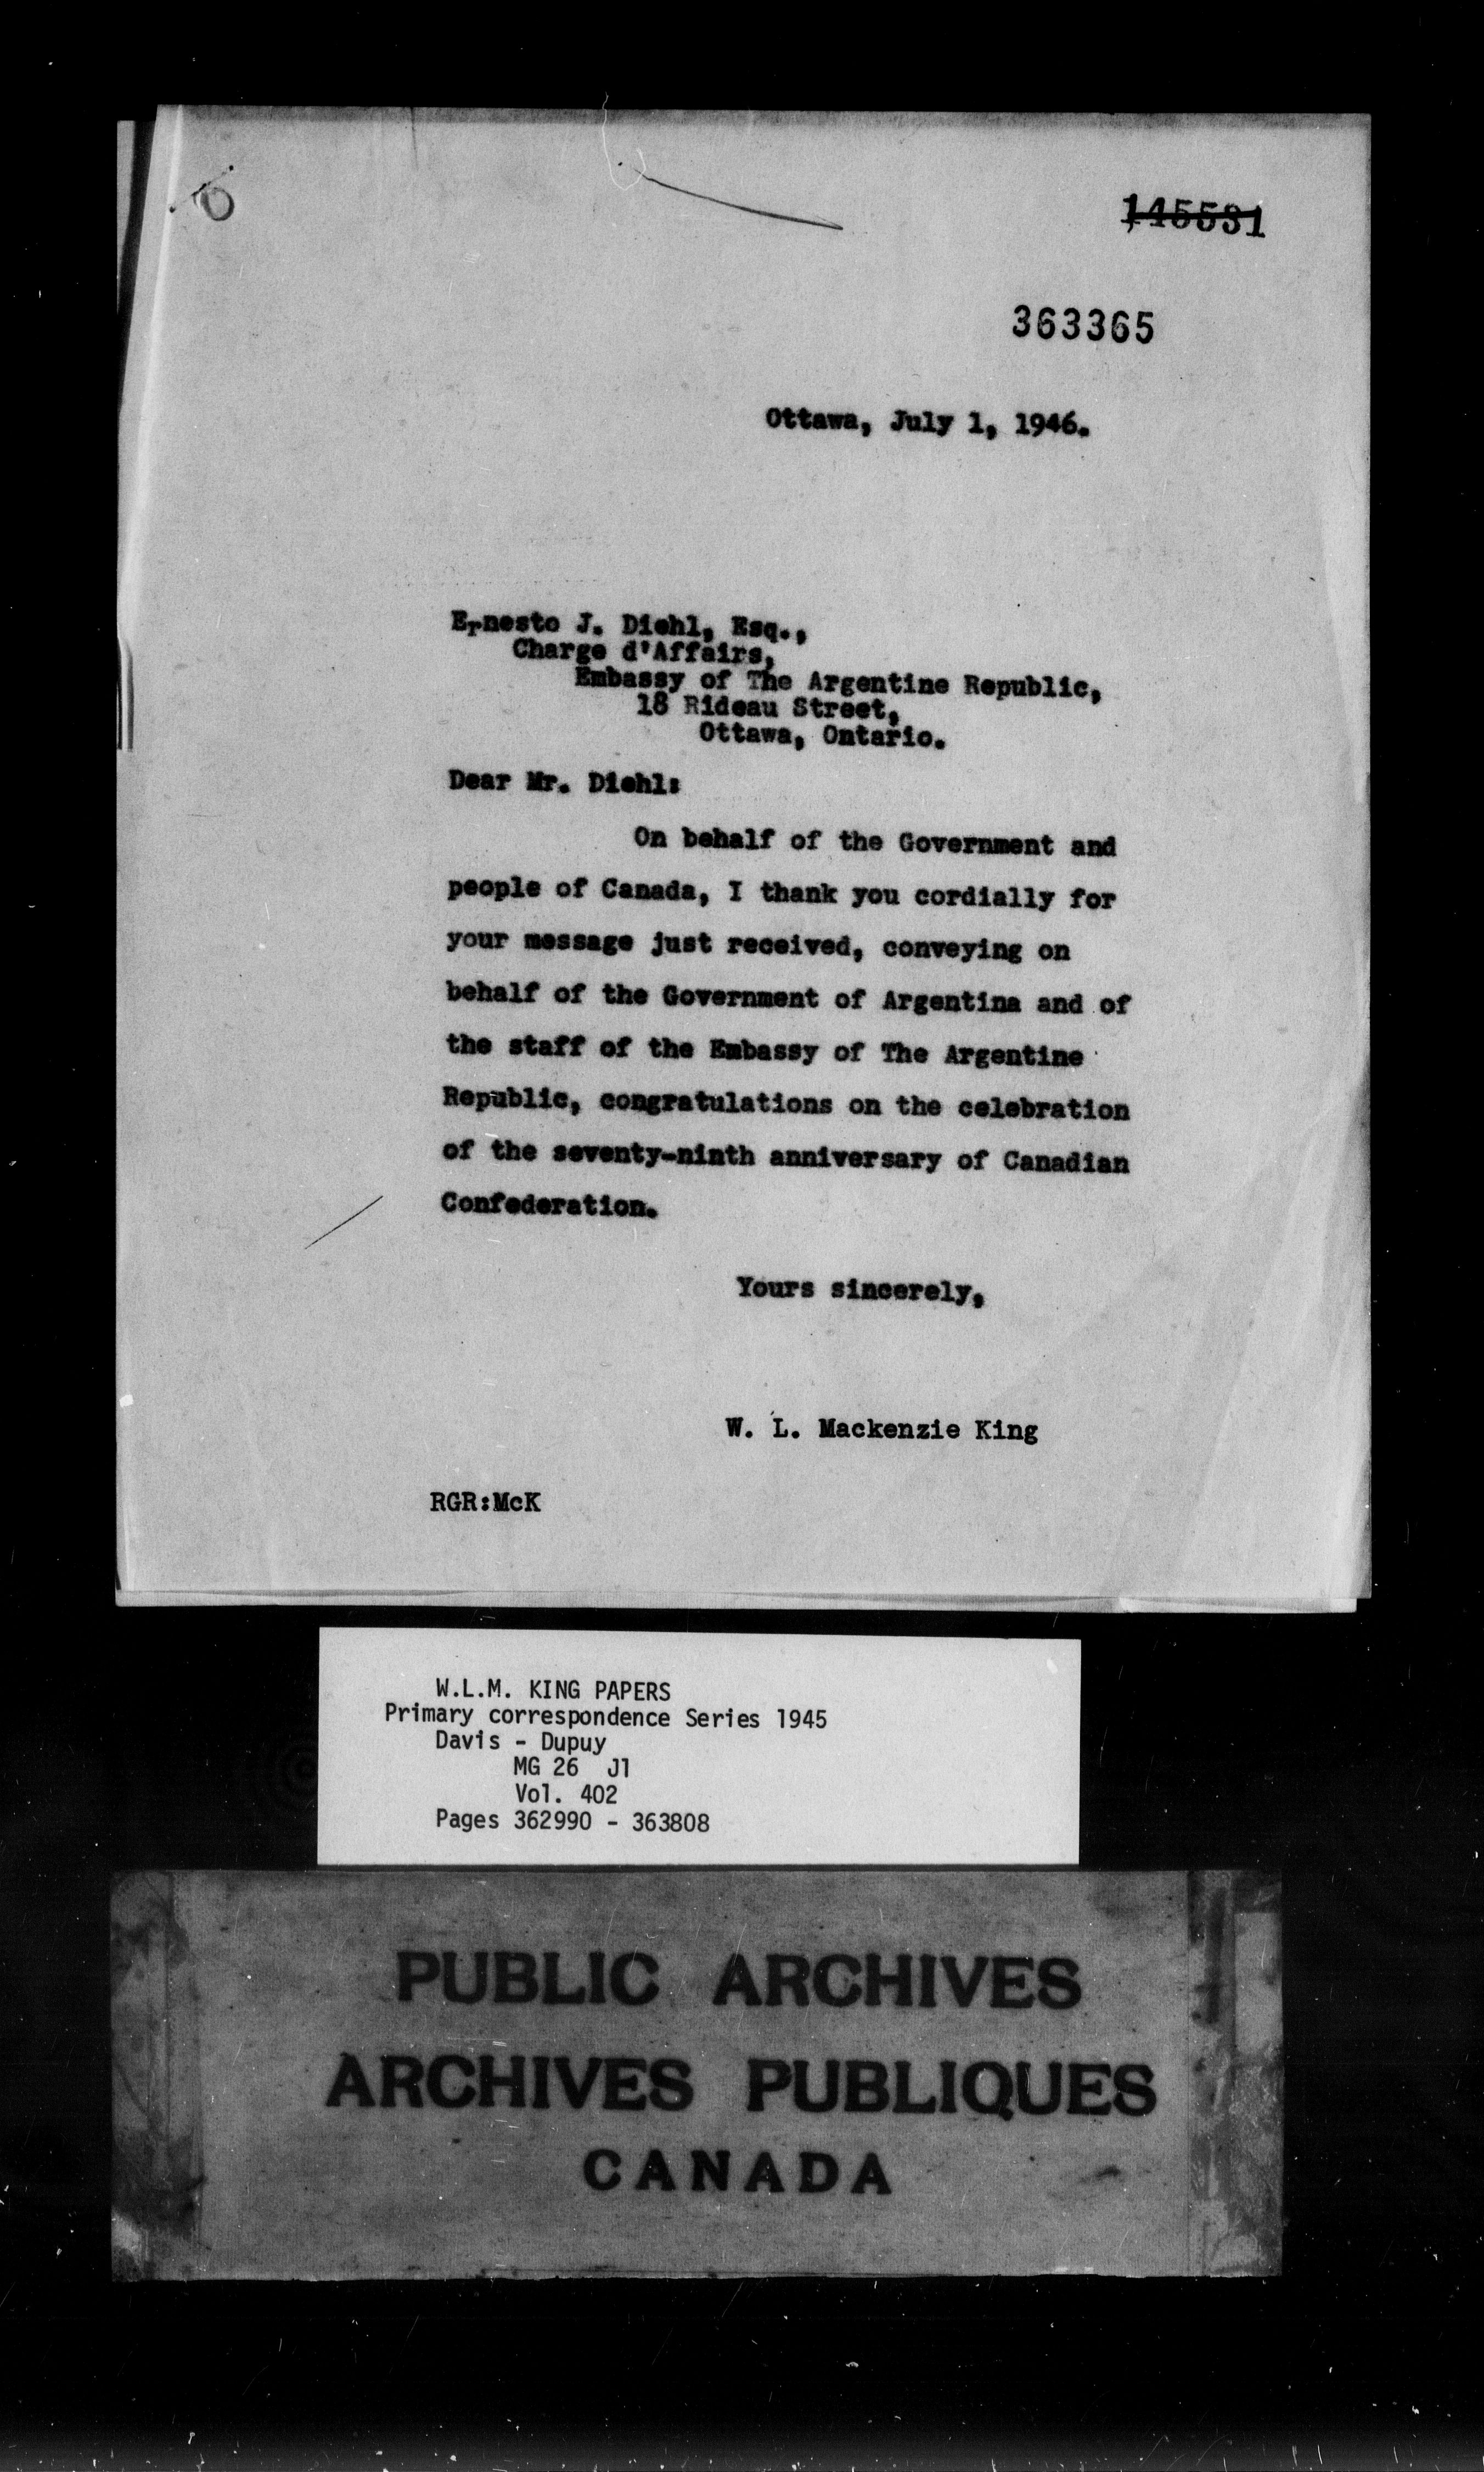 145531
363365
Ottawa, July 1, 1946.
Ernesto J. Diehl, Esq.,
Charge d'Affairs,
Embassy of The Argentine Republic,
18 Rideau Street,
Ottawa, Ontario.
Dear Mr. Diehl:
On behalf of the Government and
people of Canada, I thank you cordially for
your message just received, conveying on
behalf of the Government of Argentina and of
the staff of the Embassy of The Argentine
Republic, congratulations on the celebration
of the seventy-ninth anniversary of Canadian
Confederation.
Yours sincerely,
W. L. Mackenzie King
RGR:McK
W.L.M. KING PAPERS
Primary correspondence Series 1945
Davis - Dupuy
MG 26 J1
Vol. 402
Pages 362990 - 363808
PUBLIC ARCHIVES
ARCHIVES PUBLIQUES
CANADA